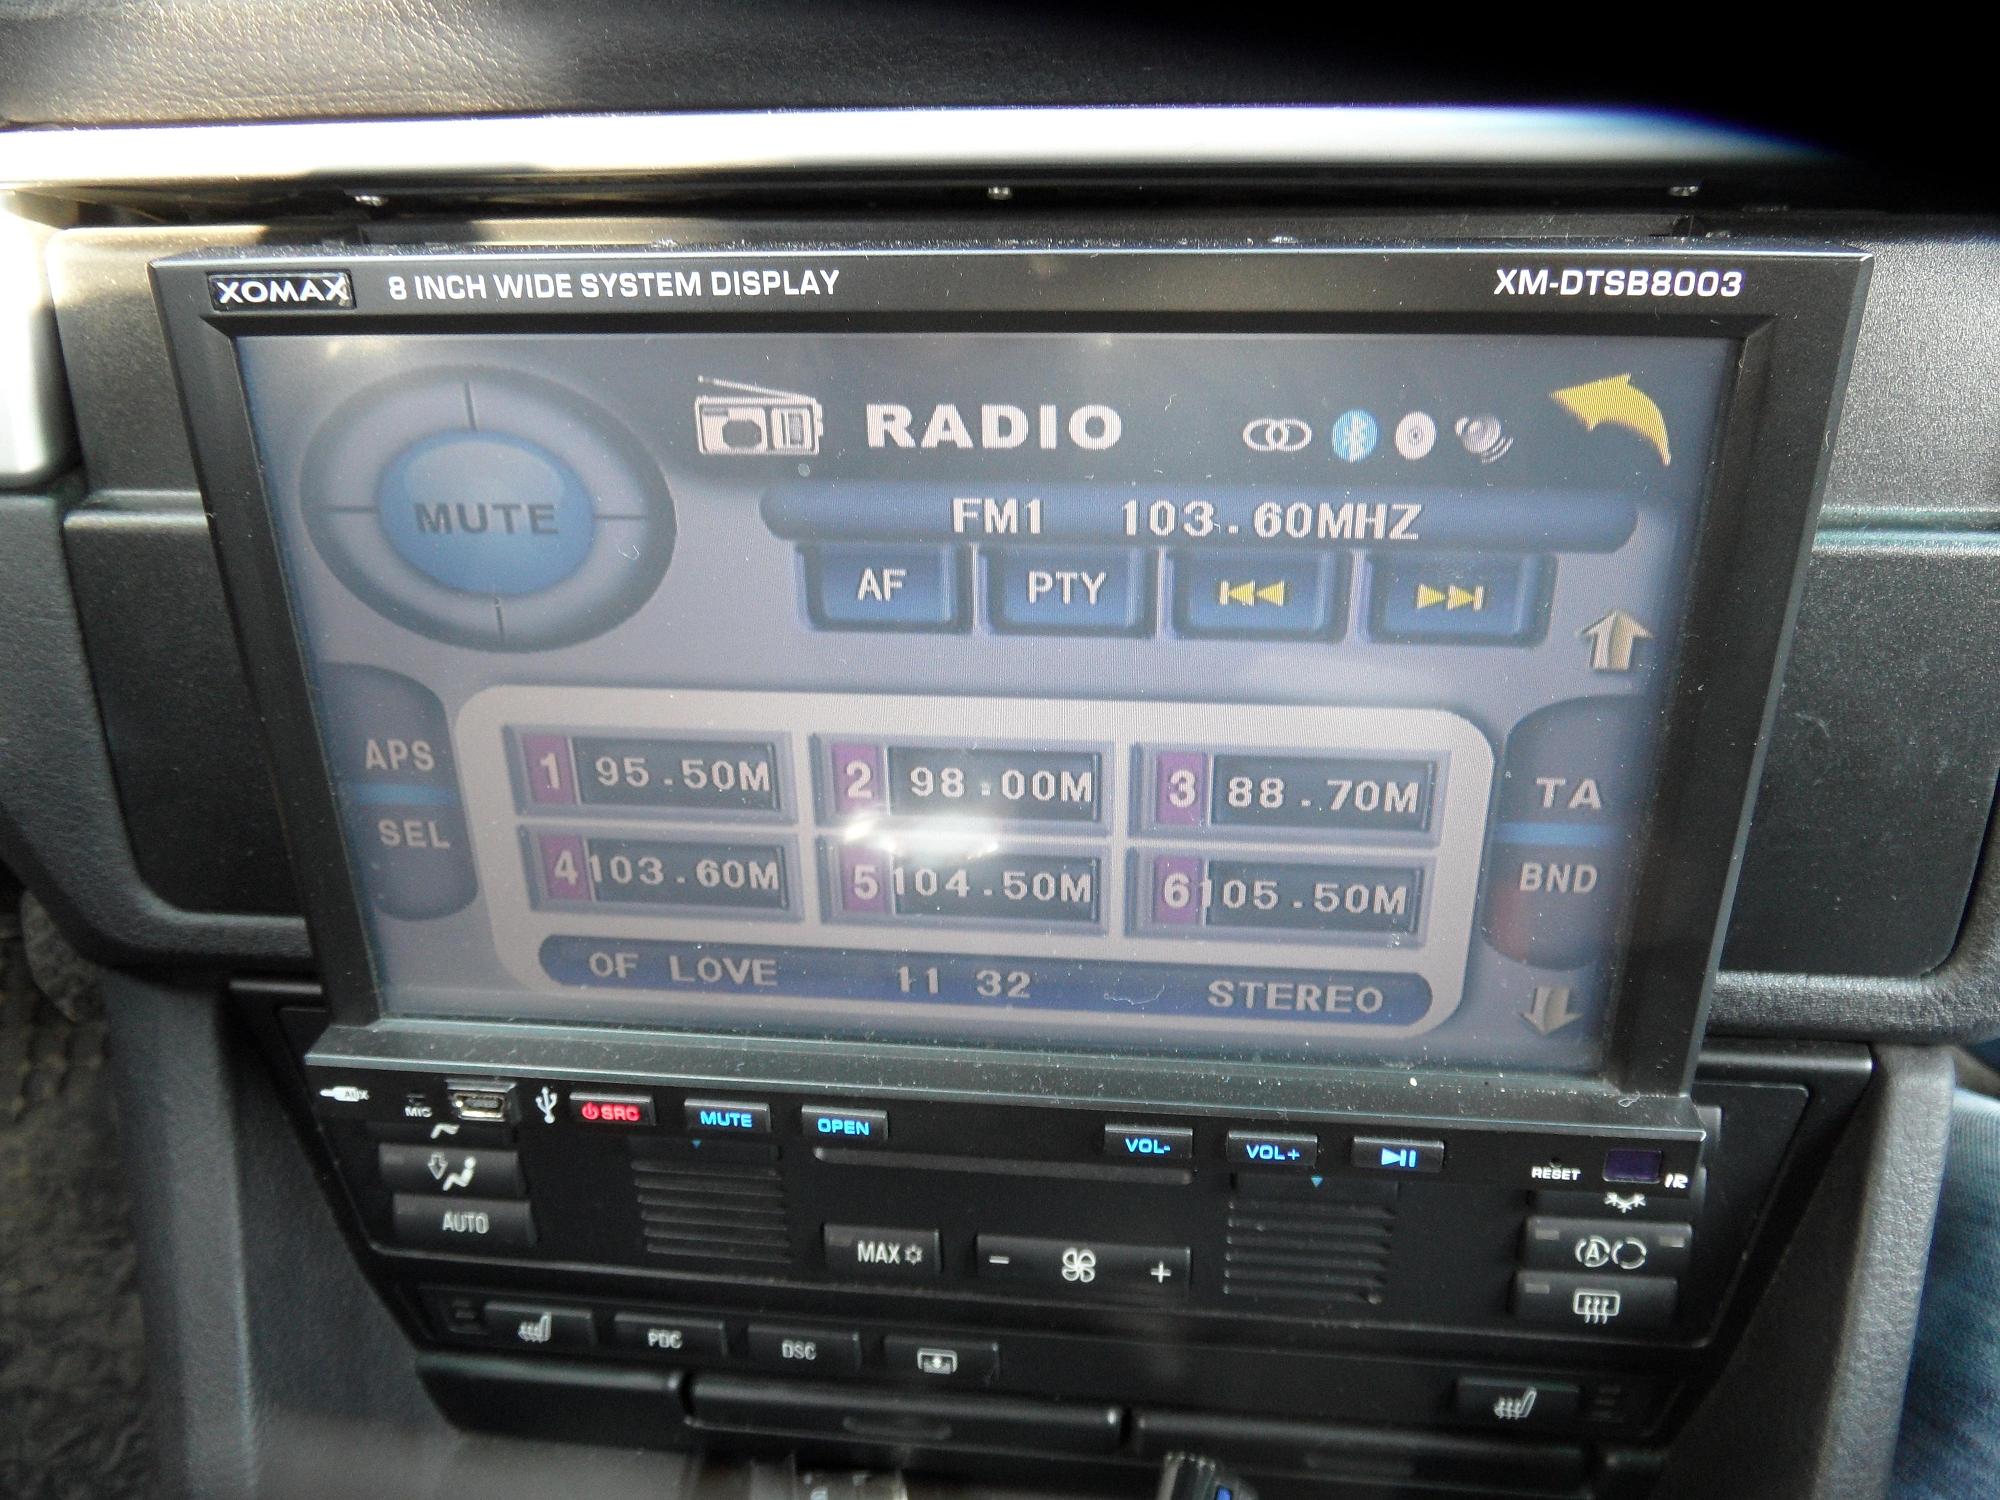 XOMAX 8 INCH WIDE SYSTEM DISPLAY XM-DTSB8003
RADIO
MUTE
FM1 103.60MHZ
AF PTY
APS
SEL
1 95.50M 2 98.00M 3 88.70M
4 103.60M 5 104.50M 6 105.50M
TA
BND
OF LOVE 11 32 STEREO
AUX MIC SRC MUTE OPEN VOL- VOL+ RESET IR
AUTO MAX - + A
PDC DSC